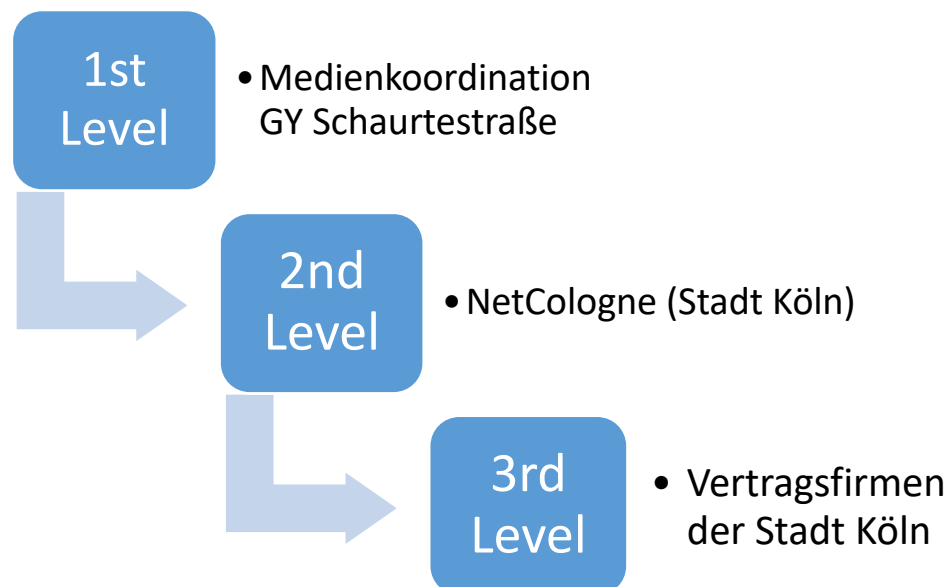 1st
Level
• Medienkoordination
GY Schaurtestraße
2nd
Level
• NetCologne (Stadt Köln)
3rd
Level
• Vertragsfirmen
der Stadt Köln